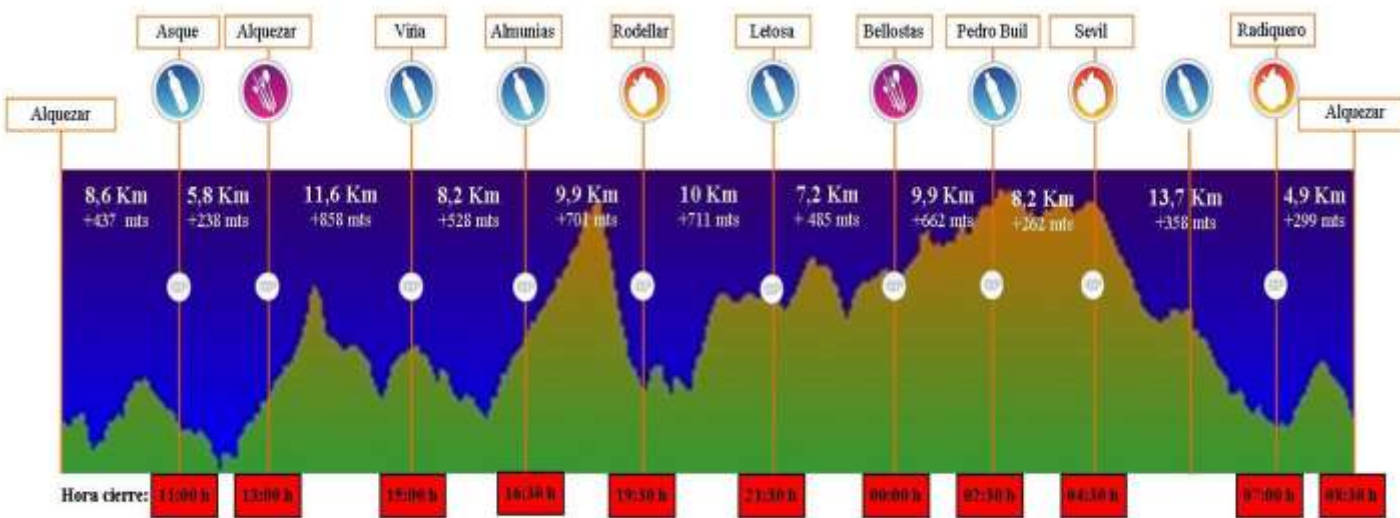 Asque
Alquezar
Viña
Almunias
Rodellar
Letosa
Bellostas
Pedro Buil
Sevil
Radiquero
Alquezar
Alquezar
8,6 Km
+437 mts
5,8 Km
+238 mts
11,6 Km
+858 mts
8,2 Km
+528 mts
9,9 Km
+701 mts
10 Km
+711 mts
7,2 Km
+ 485 mts
9,9 Km
+662 mts
8,2 Km
+262 mts
13,7 Km
+358 mts
4,9 Km
+299 mts
Hora cierre:
11:00 h
13:00 h
15:00 h
16:30 h
19:30 h
21:30 h
00:00 h
02:30 h
04:30
07:00 h
08:30 h